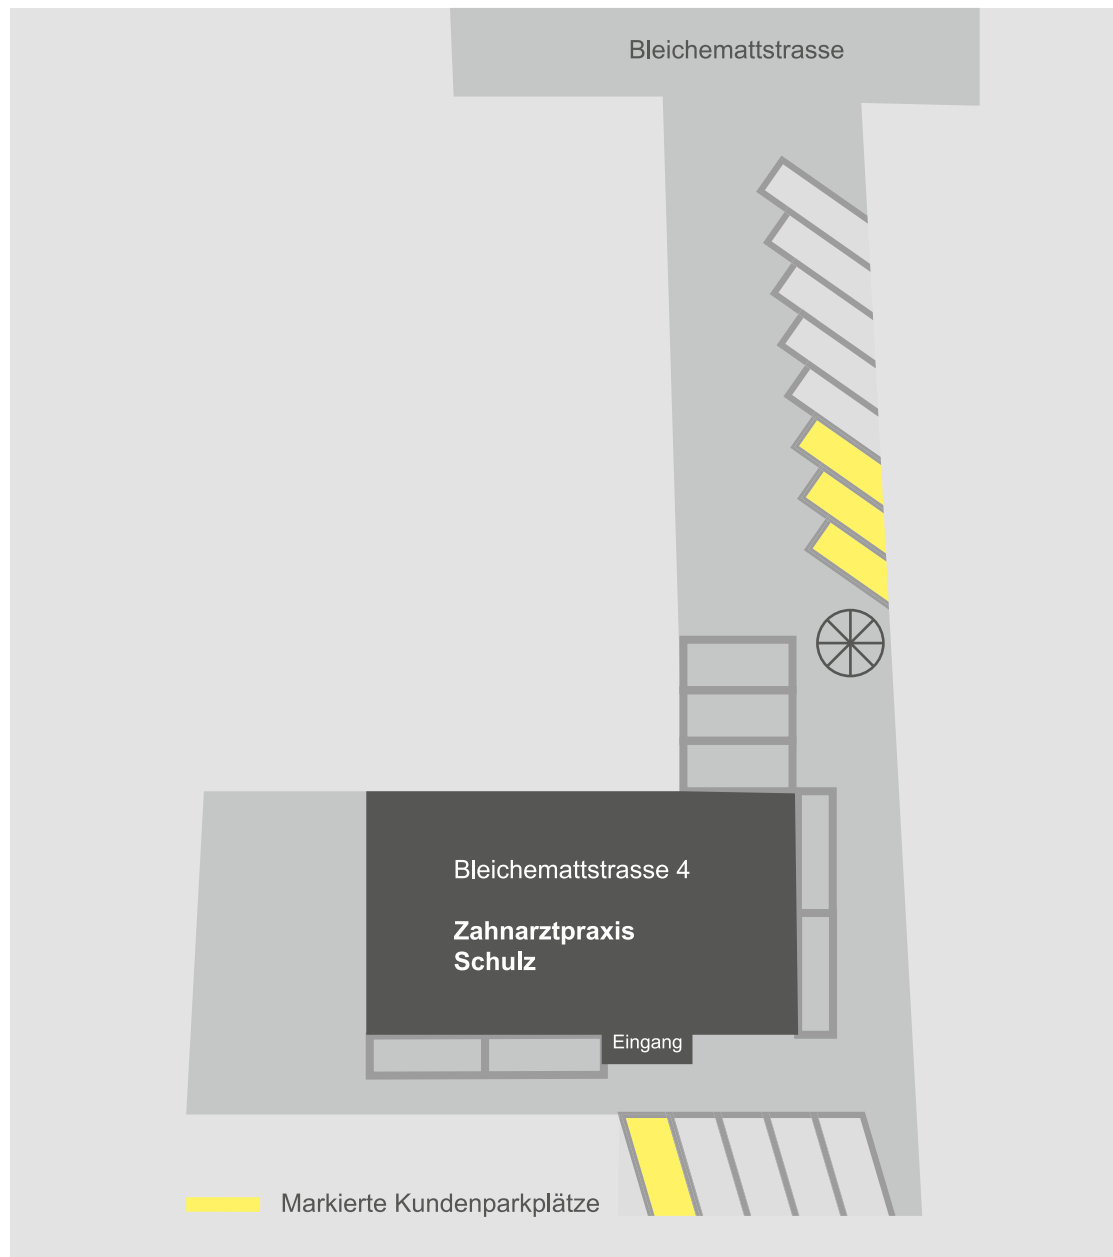 Bleichemattstrasse
Bleichemattstrasse 4
Zahnarztpraxis
Schulz
Eingang
Markierte Kundenparkplätze